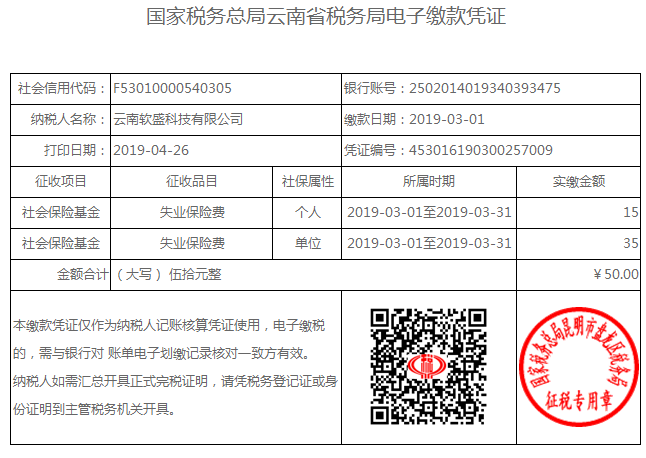 国家税务总局云南省税务局电子缴款凭证
社会信用代码： F53010000540305 银行账号：2502014019340393475
纳税人名称： 云南软盛科技有限公司 缴款日期：2019-03-01
打印日期： 2019-04-26 凭证编号：453016190300257009
征收项目 征收品目 社保属性 所属时期 实缴金额
社会保险基金 失业保险费 个人 2019-03-01至2019-03-31 15
社会保险基金 失业保险费 单位 2019-03-01至2019-03-31 35
金额合计 （大写） 伍拾元整 ￥50.00
本缴款凭证仅作为纳税人记账核算凭证使用，电子缴税
的，需与银行对 账单电子划缴记录核对一致方有效。
纳税人如需汇总开具正式完税证明，请凭税务登记证或身
份证明到主管税务机关开具。
国家税务总局昆明市盘龙区税务局
征税专用章